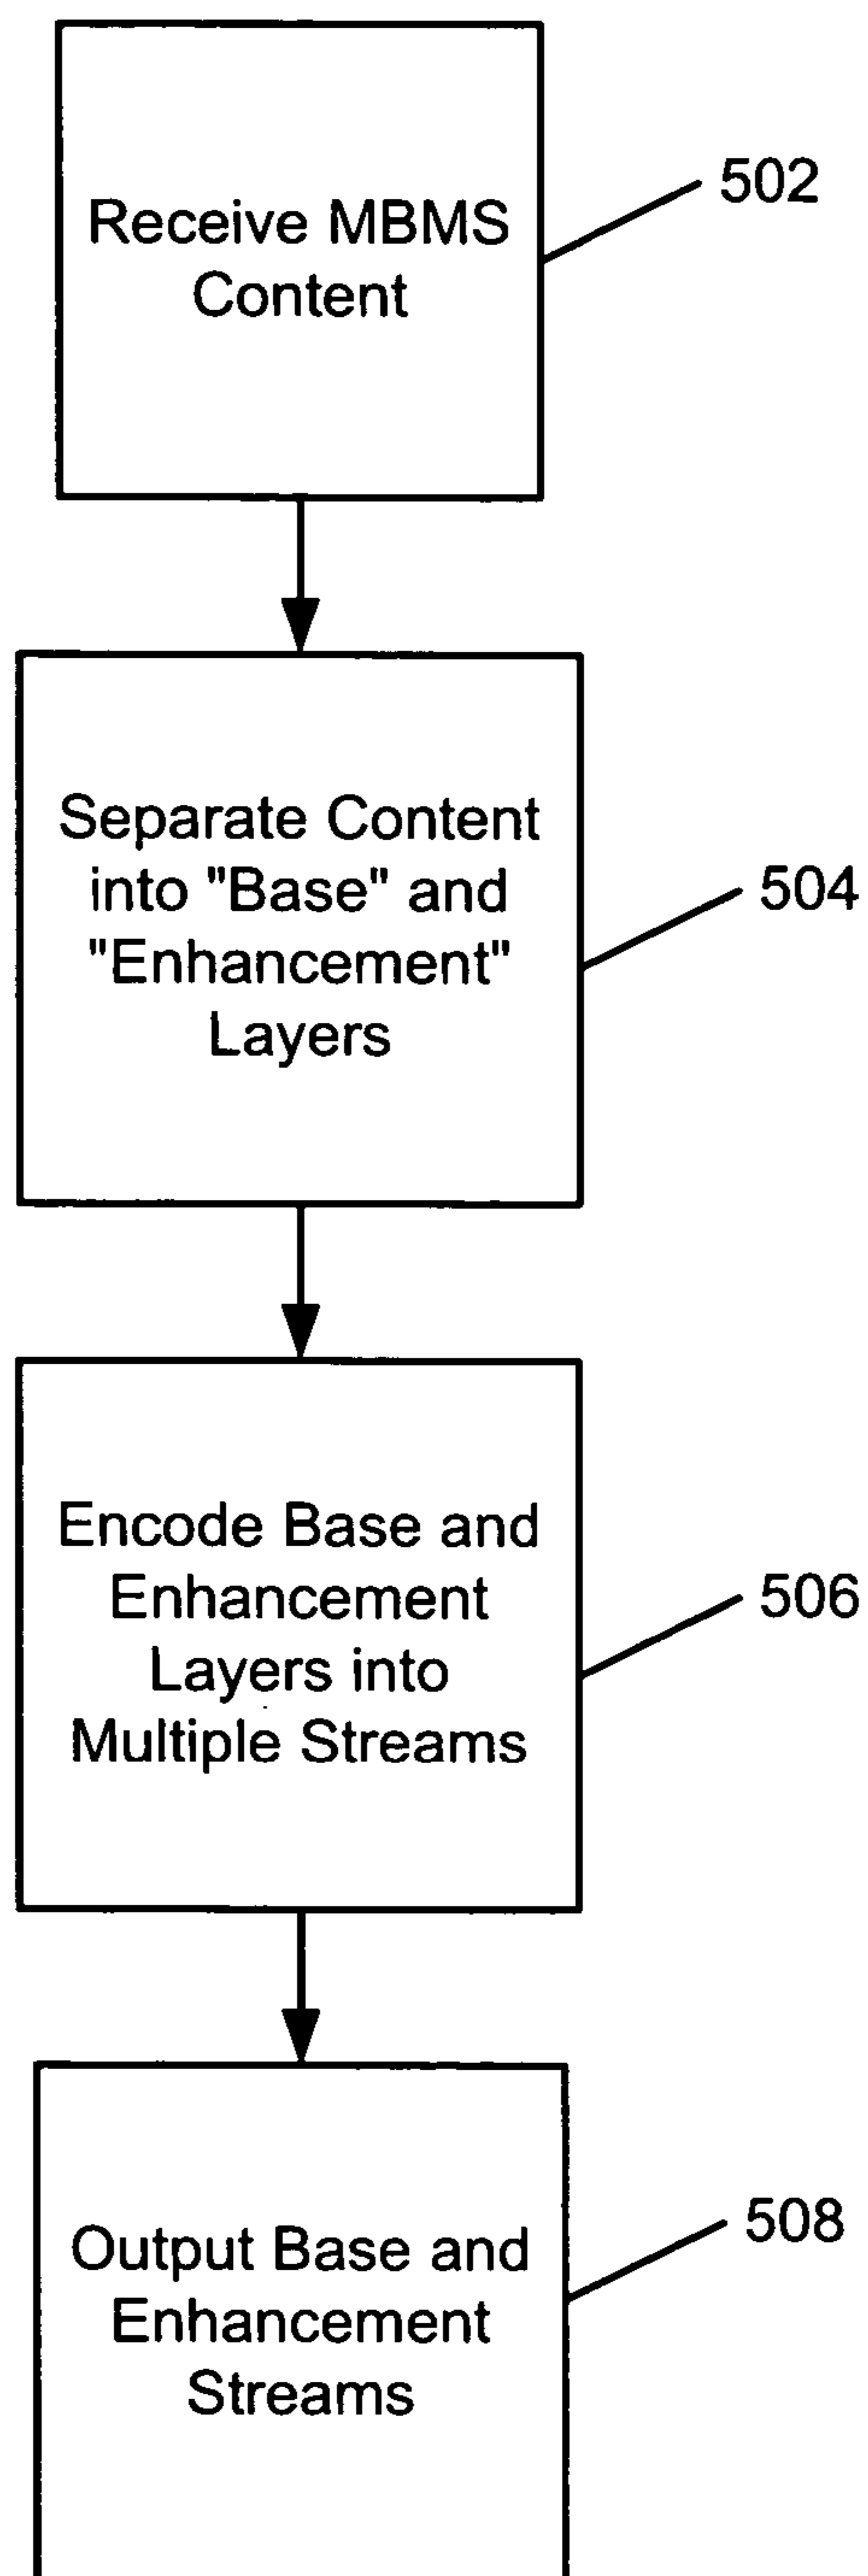 Receive MBMS
Content
502
Separate Content
into "Base" and
"Enhancement"
Layers
504
Encode Base and
Enhancement
Layers into
Multiple Streams
506
Output Base and
Enhancement
Streams
508